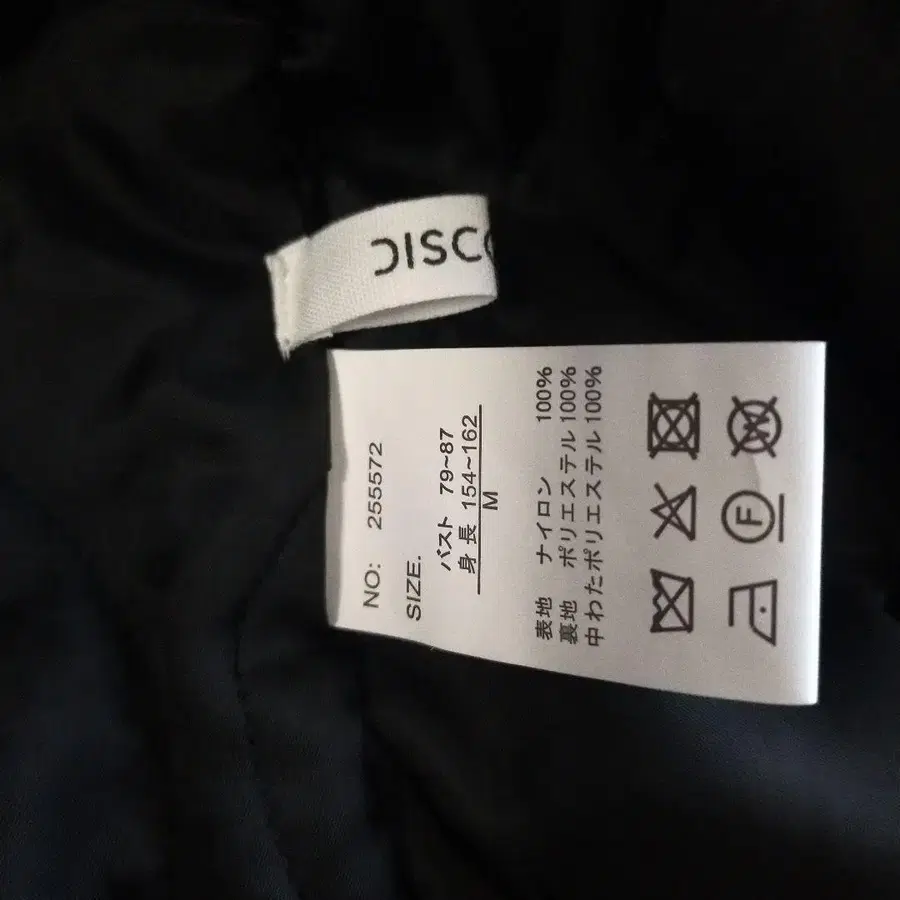 DISCO
NO: 255572
SIZE.
バスト 79~87
身長 154~162
M
表地 ナイロン 100%
裏地 ポリエステル 100%
中わた ポリエステル 100%
W
F